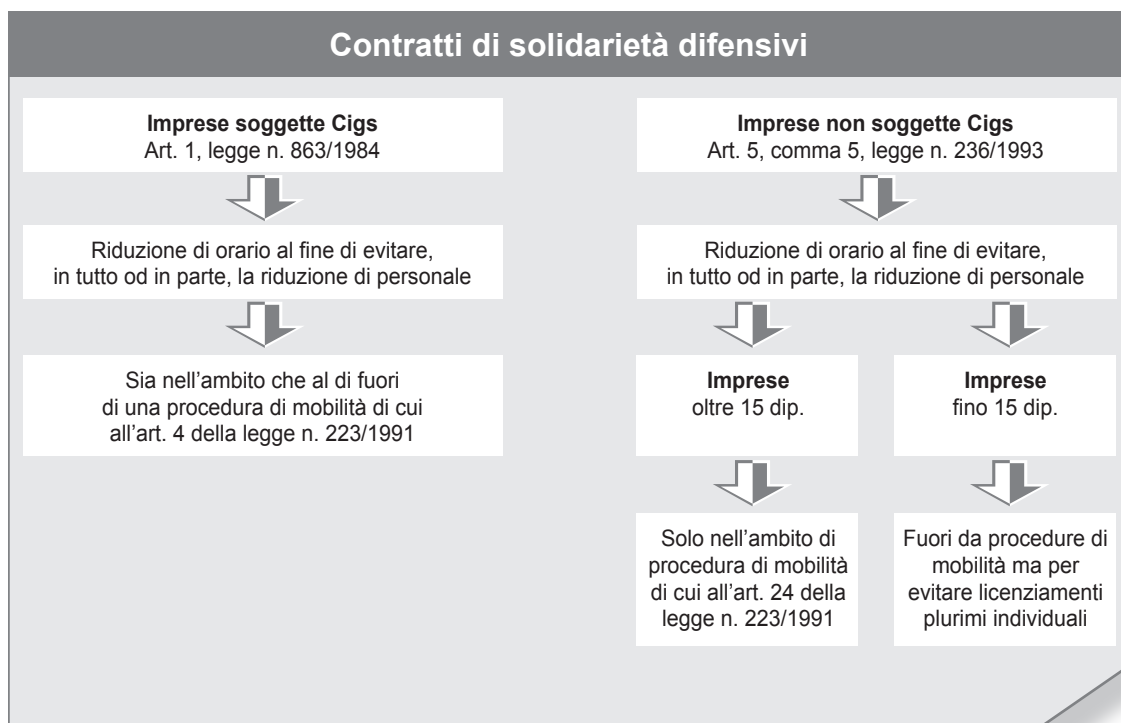 Contratti di solidarietà difensivi
Imprese soggette Cigs
Art. 1, legge n. 863/1984
Riduzione di orario al fine di evitare,
in tutto od in parte, la riduzione di personale
Sia nell'ambito che al di fuori
di una procedura di mobilità di cui
all'art. 4 della legge n. 223/1991
Imprese non soggette Cigs
Art. 5, comma 5, legge n. 236/1993
Riduzione di orario al fine di evitare,
in tutto od in parte, la riduzione di personale
Imprese
oltre 15 dip.
Solo nell'ambito di
procedura di mobilità
di cui all'art. 24 della
legge n. 223/1991
Imprese
fino 15 dip.
Fuori da procedure di
mobilità ma per
evitare licenziamenti
plurimi individuali